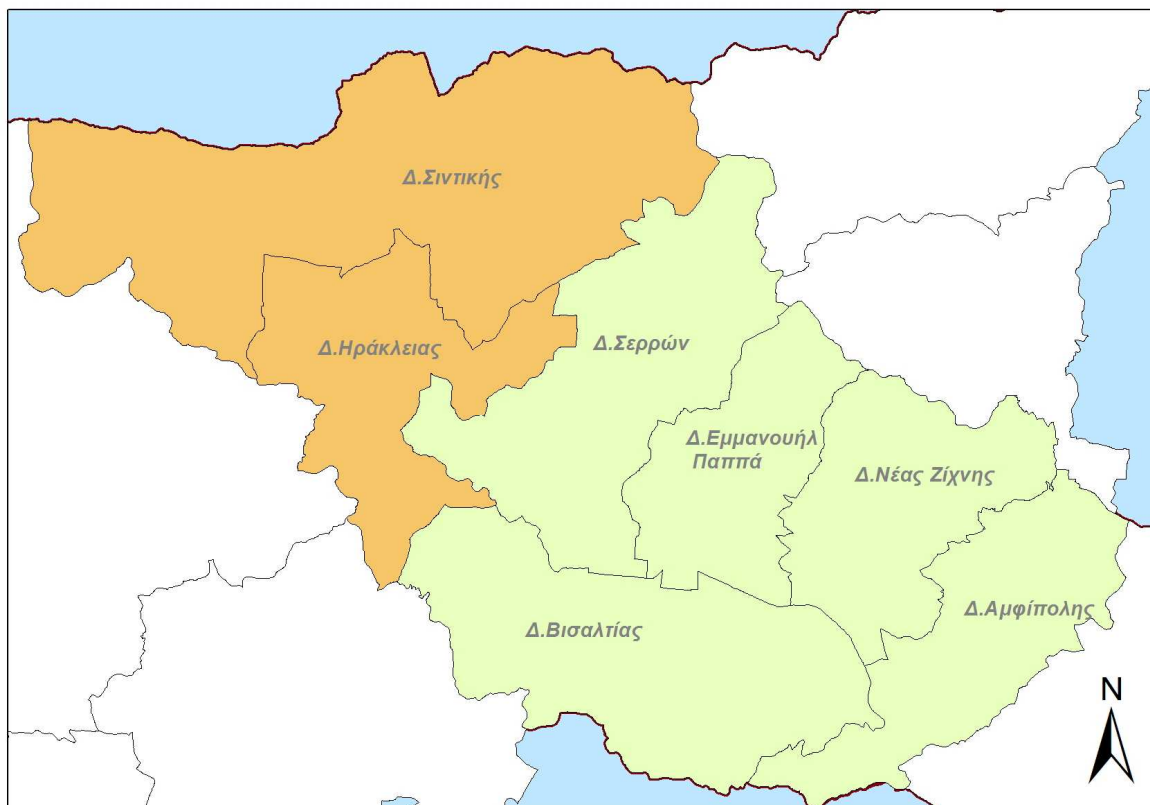 Δ.Σιντικής
Δ.Ηράκλειας
Δ.Σερρών
Δ.Εμμανουήλ
Παππά
Δ.Νέας Ζίχνης
Δ.Αμφίπολης
Δ.Βισαλτίας
N